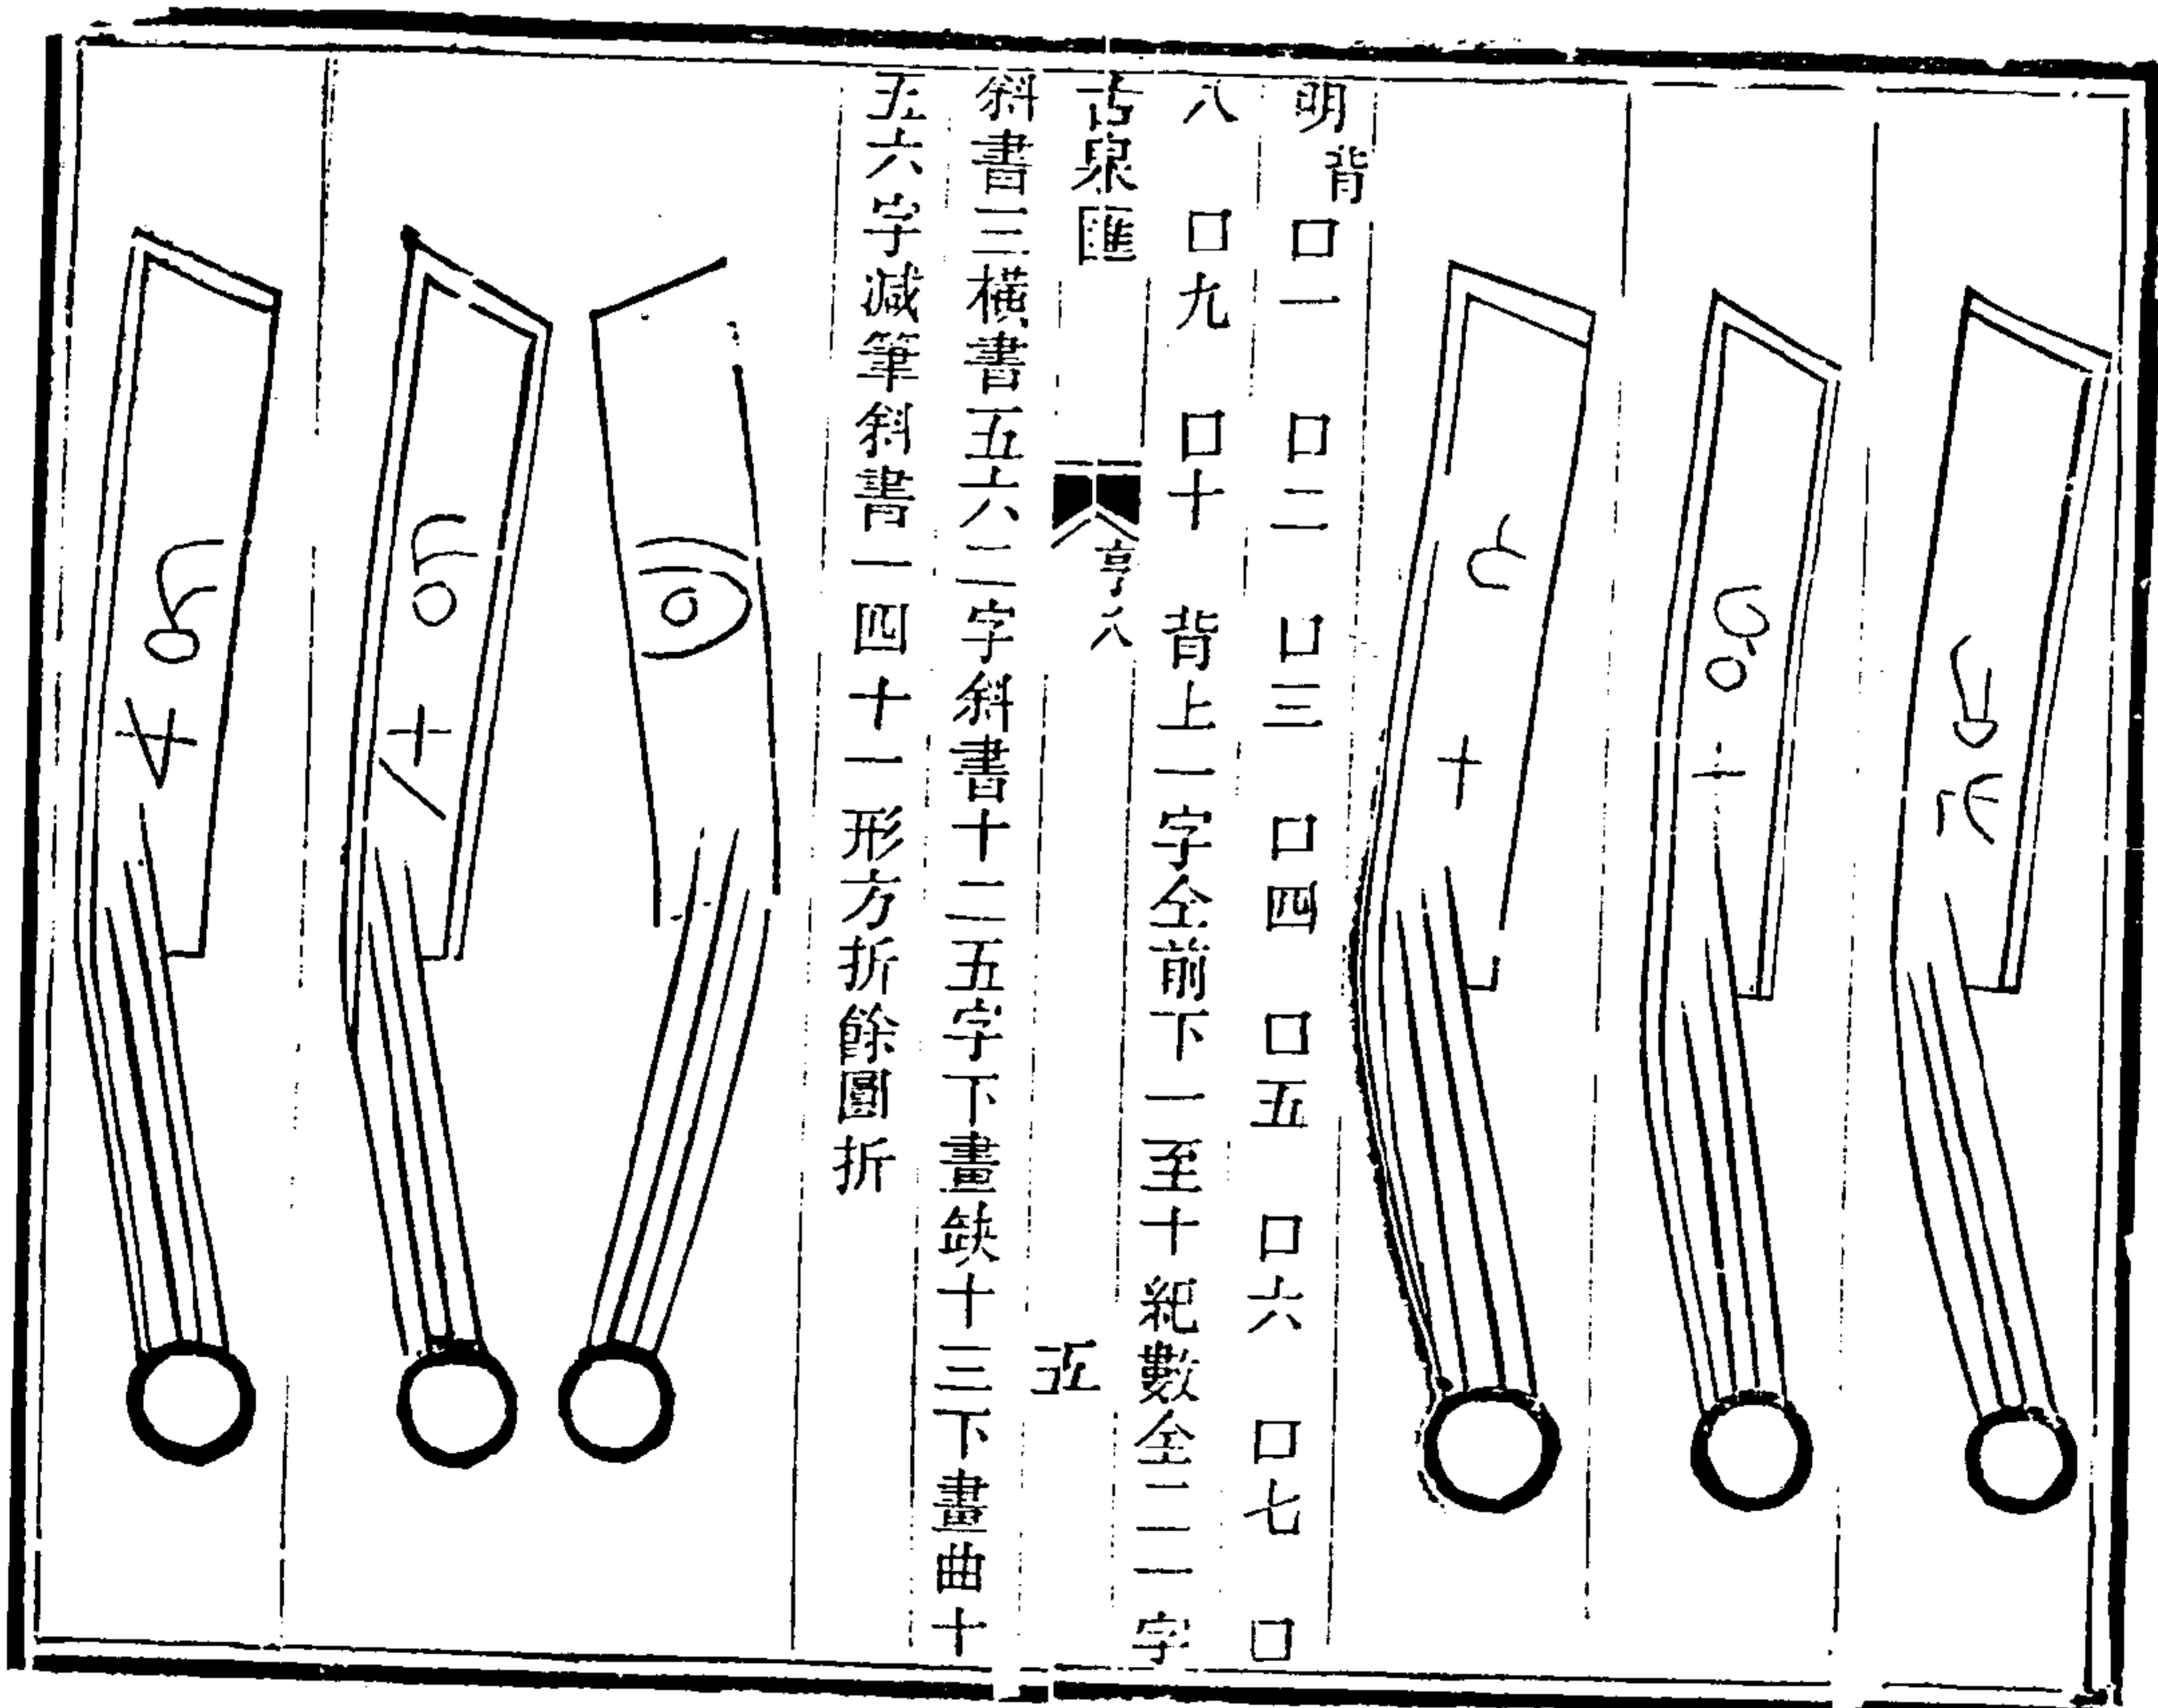 明背 口一 口二 口三 口四 口五 口六 口七 口
八 口九 口十 背上一字仝前下一至十紀數仝二一字
古泉匯 亨八 五
斜書三橫書五六二字斜書十二五字下畫缺十三下畫曲十
五六字減筆斜書一四十一形方折餘圓折